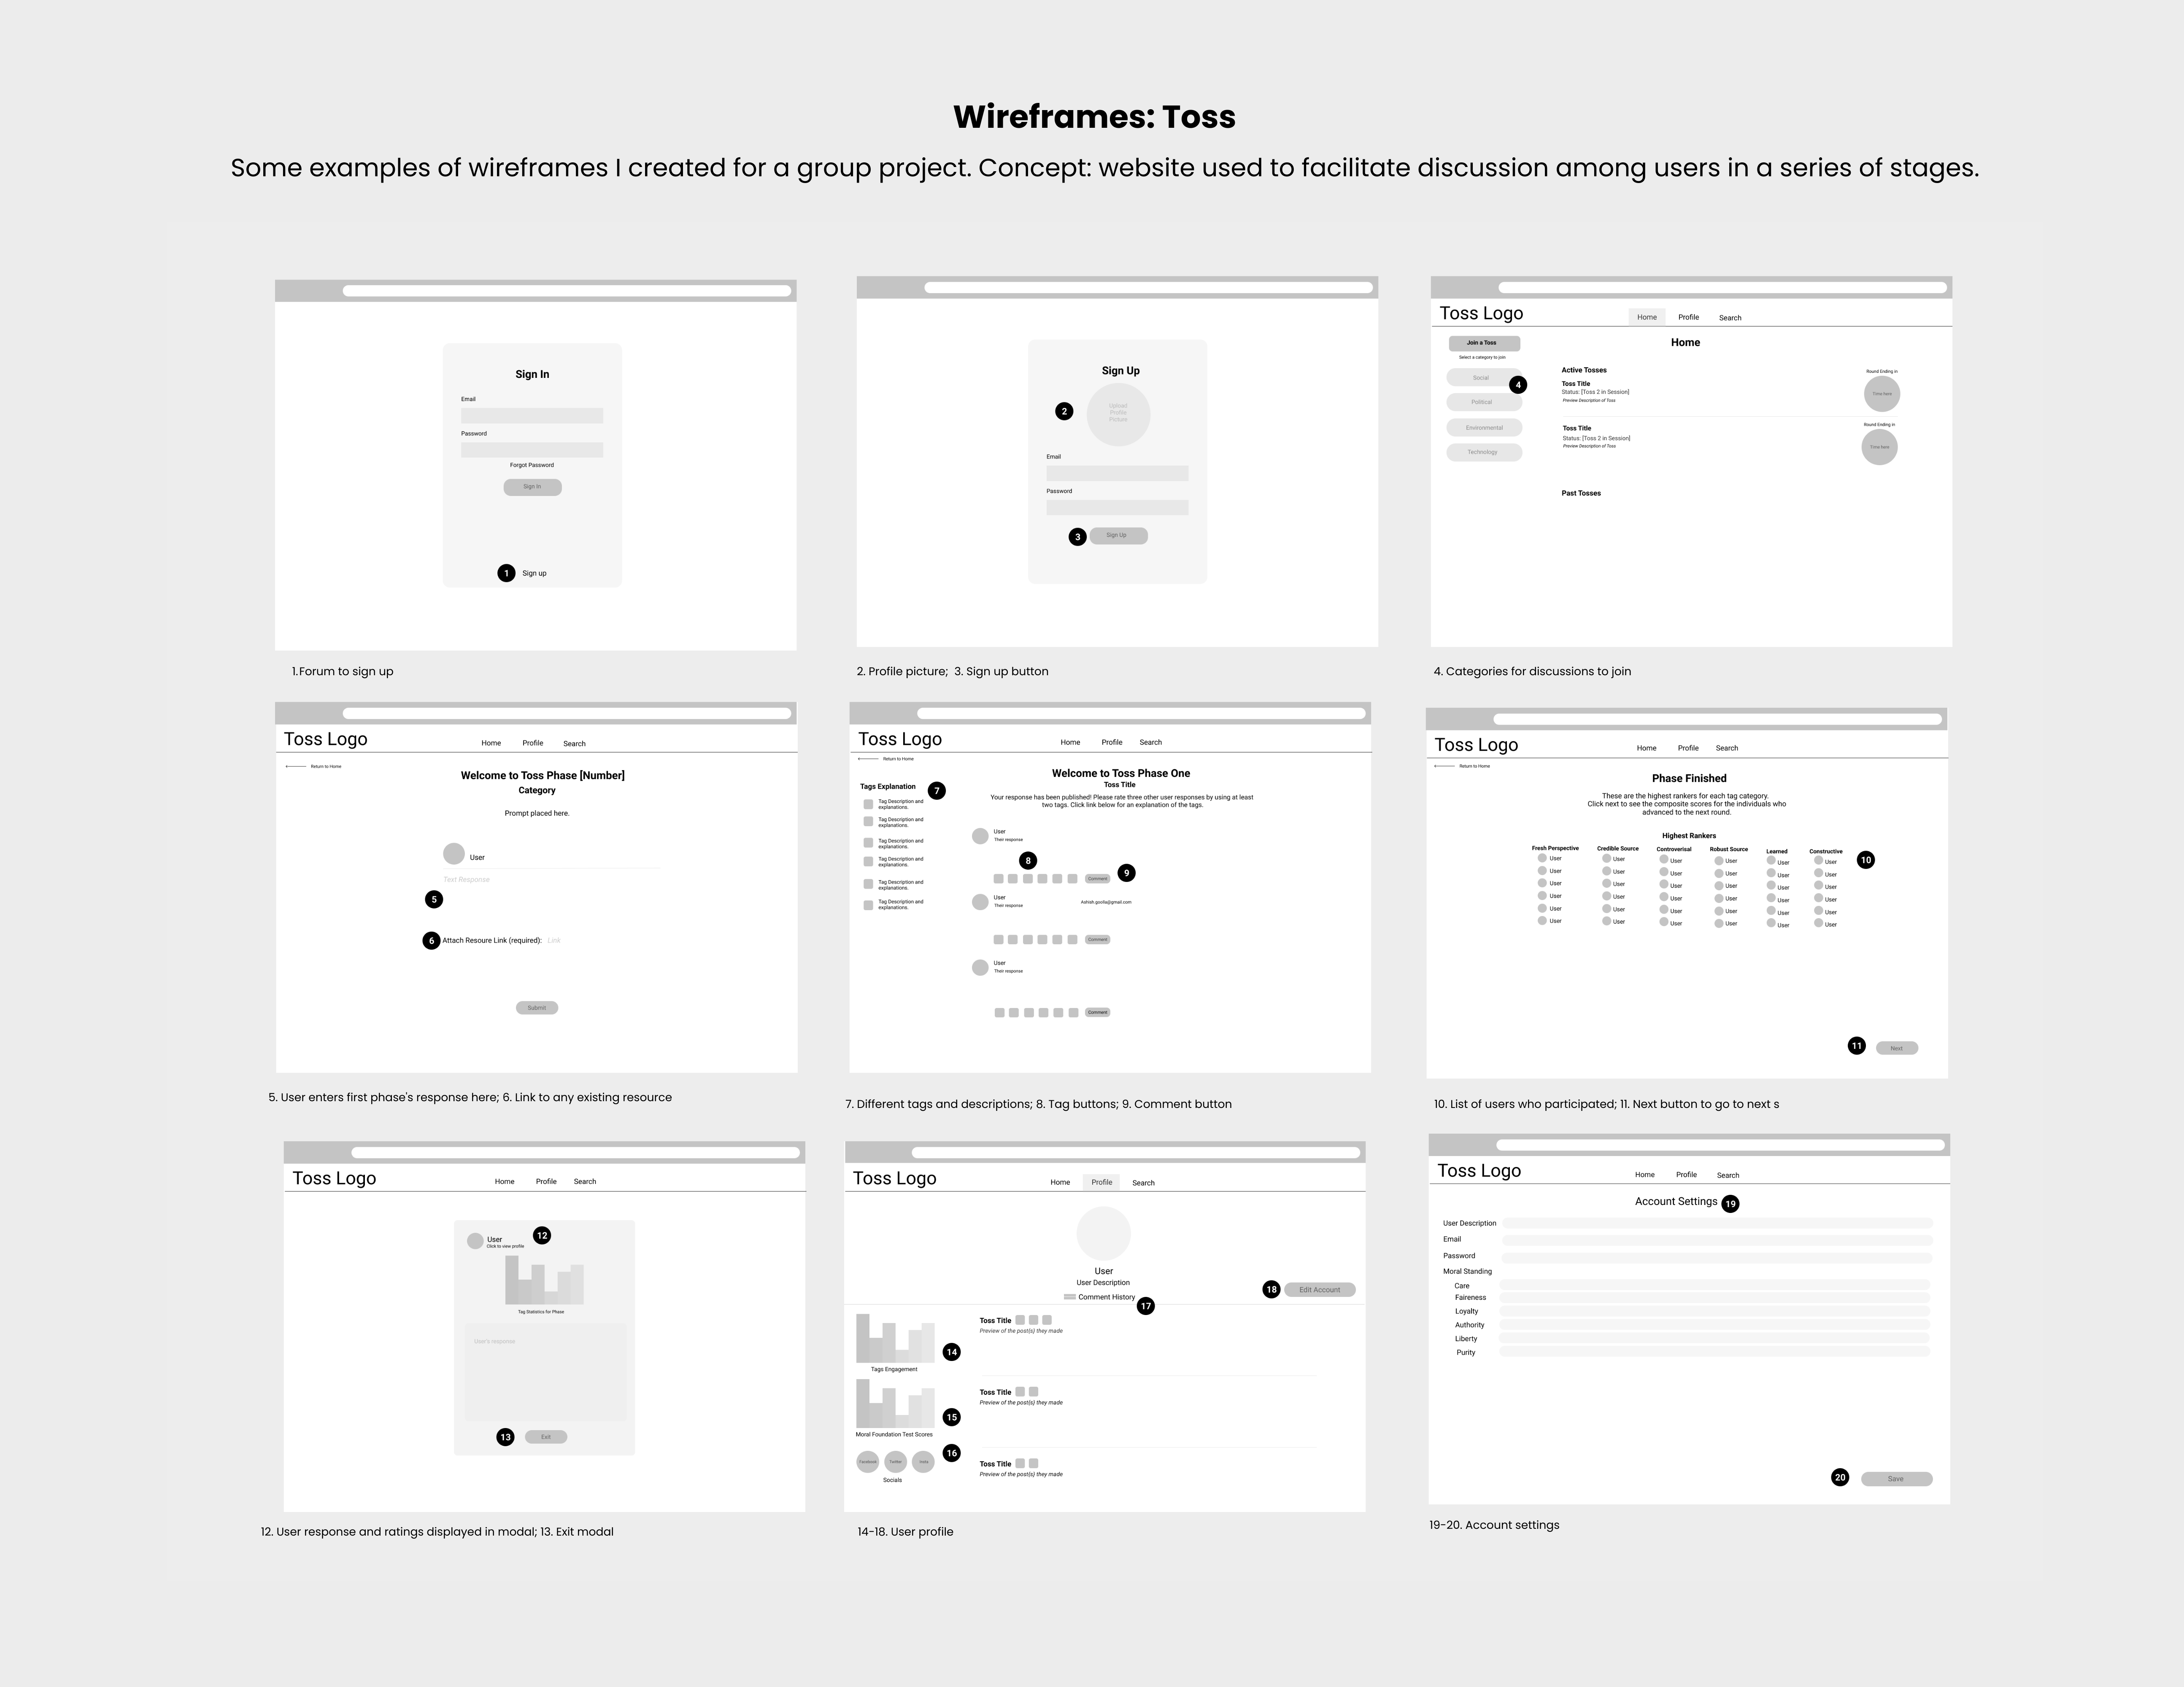 Wireframes: Toss
Some examples of wireframes I created for a group project. Concept: website used to facilitate discussion among users in a series of stages.
Sign In
Email
Password
Forgot Password
Sign In
1 Sign up
1. Forum to sign up
Sign Up
2
Upload
Profile
Picture
Email
Password
3 Sign Up
2. Profile picture; 3. Sign up button
Toss Logo
Home Profile Search
Join a Toss
Select a category to join
Social
4
Political
Environmental
Technology
Home
Active Tosses
Toss Title
Status: [Toss 2 in Session]
Preview Description of Toss
Round Ending in
Time here
Toss Title
Status: [Toss 2 in Session]
Preview Description of Toss
Round Ending in
Time here
Past Tosses
4. Categories for discussions to join
Toss Logo
Home Profile Search
Return to Home
Welcome to Toss Phase [Number]
Category
Prompt placed here.
User
Text Response
5
6 Attach Resoure Link (required): Link
Submit
5. User enters first phase's response here; 6. Link to any existing resource
Toss Logo
Home Profile Search
Return to Home
Tags Explanation
7
Tag Description and
explanations.
Tag Description and
explanations.
Tag Description and
explanations.
Tag Description and
explanations.
Tag Description and
explanations.
Tag Description and
explanations.
Welcome to Toss Phase One
Toss Title
Your response has been published! Please rate three other user responses by using at least
two tags. Click link below for an explanation of the tags.
User
Their response
8
9
Comment
User
Their response
Ashish.goolla@gmail.com
Comment
User
Their response
Comment
7. Different tags and descriptions; 8. Tag buttons; 9. Comment button
Toss Logo
Home Profile Search
Return to Home
Phase Finished
These are the highest rankers for each tag category.
Click next to see the composite scores for the individuals who
advanced to the next round.
Highest Rankers
Fresh Perspective Credible Source Controverisal Robust Source Learned Constructive
User User User User User User
10
User User User User User User
User User User User User User
User User User User User User
User User User User User User
User User User User User User
11 Next
10. List of users who participated; 11. Next button to go to next s
Toss Logo
Home Profile Search
User
Click to view profile
12
Tag Statistics for Phase
User's response
13 Exit
12. User response and ratings displayed in modal; 13. Exit modal
Toss Logo
Home Profile Search
User
User Description
Comment History
17
18 Edit Account
14
Tags Engagement
15
Moral Foundation Test Scores
16
Facebook Twitter Insta
Socials
Toss Title
Preview of the post(s) they made
Toss Title
Preview of the post(s) they made
Toss Title
Preview of the post(s) they made
14-18. User profile
Toss Logo
Home Profile Search
Account Settings 19
User Description
Email
Password
Moral Standing
Care
Faireness
Loyalty
Authority
Liberty
Purity
20 Save
19-20. Account settings